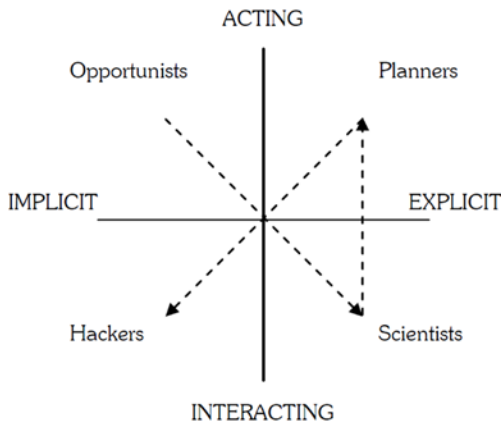 ACTING
Opportunists
Planners
IMPLICIT
EXPLICIT
Hackers
Scientists
INTERACTING